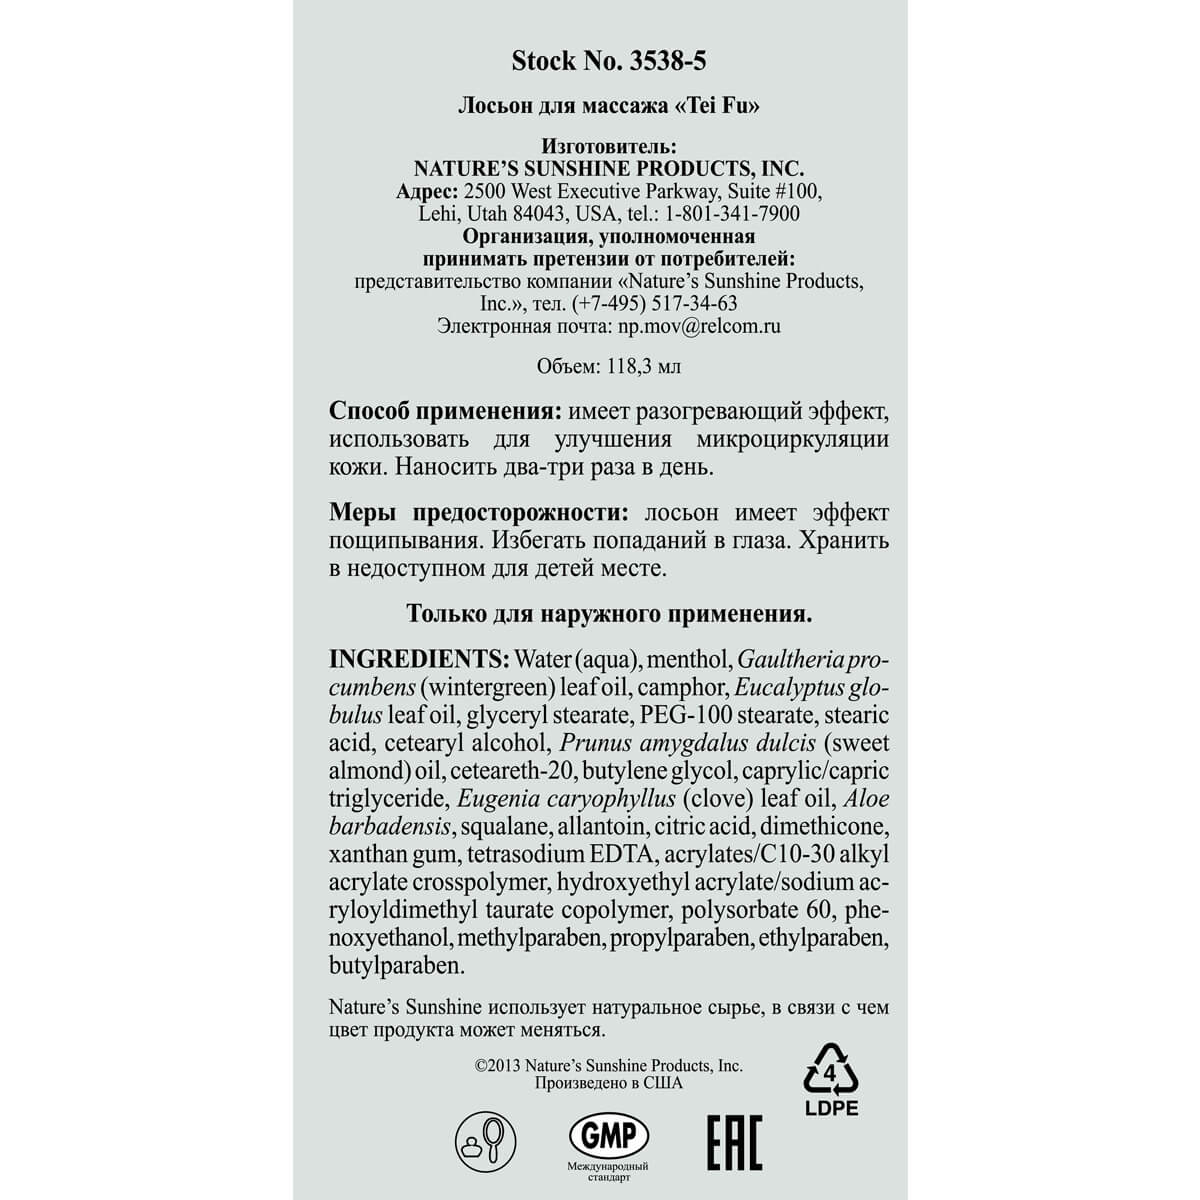 Stock No. 3538-5
Лосьон для массажа «Tei Fu»
Изготовитель:
NATURE’S SUNSHINE PRODUCTS, INC.
Адрес: 2500 West Executive Parkway, Suite #100,
Lehi, Utah 84043, USA, tel.: 1-801-341-7900
Организация, уполномоченная
принимать претензии от потребителей:
представительство компании «Nature’s Sunshine Products,
Inc.», тел. (+7-495) 517-34-63
Электронная почта: np.mov@relcom.ru
Объем: 118,3 мл
Способ применения: имеет разогревающий эффект,
использовать для улучшения микроциркуляции
кожи. Наносить два-три раза в день.
Меры предосторожности: лосьон имеет эффект
пощипывания. Избегать попаданий в глаза. Хранить
в недоступном для детей месте.
Только для наружного применения.
INGREDIENTS: Water (aqua), menthol, Gaultheria pro-
cumbens (wintergreen) leaf oil, camphor, Eucalyptus glo-
bulus leaf oil, glyceryl stearate, PEG-100 stearate, stearic
acid, cetearyl alcohol, Prunus amygdalus dulcis (sweet
almond) oil, ceteareth-20, butylene glycol, caprylic/capric
triglyceride, Eugenia caryophyllus (clove) leaf oil, Aloe
barbadensis, squalane, allantoin, citric acid, dimethicone,
xanthan gum, tetrasodium EDTA, acrylates/C10-30 alkyl
acrylate crosspolymer, hydroxyethyl acrylate/sodium ac-
ryloyldimethyl taurate copolymer, polysorbate 60, phe-
noxyethanol, methylparaben, propylparaben, ethylparaben,
butylparaben.
Nature’s Sunshine использует натуральное сырье, в связи с чем
цвет продукта может меняться.
©2013 Nature’s Sunshine Products, Inc.
Произведено в США
4
LDPE
GMP
Международный
стандарт
EAC